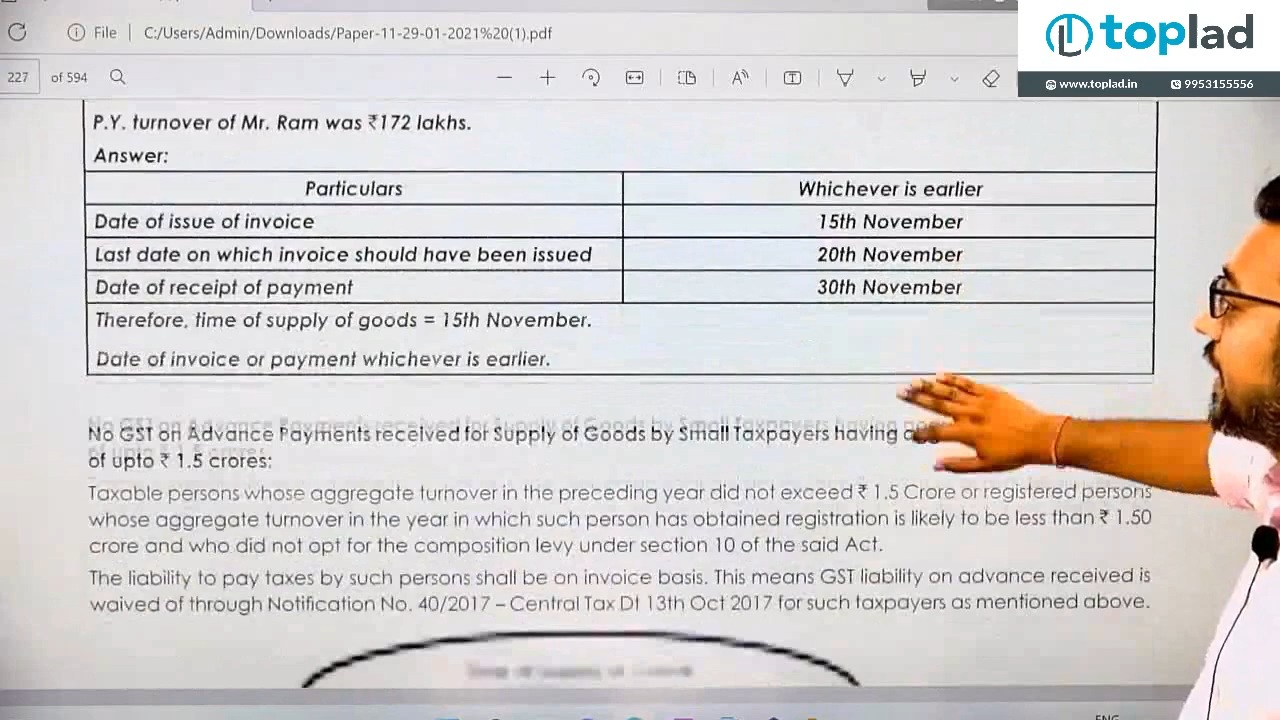 toplad
www.toplad.in 9953155556
File C:/Users/Admin/Downloads/Paper-11-29-01-2021%20(1).pdf
227 of 594
P.Y. turnover of Mr. Ram was ₹172 lakhs.
Answer:
Particulars Whichever is earlier
Date of issue of invoice 15th November
Last date on which invoice should have been issued 20th November
Date of receipt of payment 30th November
Therefore, time of supply of goods = 15th November.
Date of invoice or payment whichever is earlier.
No GST on Advance Payments received for Supply of Goods by Small Taxpayers having
of upto ₹ 1.5 crores:
Taxable persons whose aggregate turnover in the preceding year did not exceed ₹ 1.5 Crore or registered persons
whose aggregate turnover in the year in which such person has obtained registration is likely to be less than ₹ 1.50
crore and who did not opt for the composition levy under section 10 of the said Act.
The liability to pay taxes by such persons shall be on invoice basis. This means GST liability on advance received is
waived of through Notification No. 40/2017 – Central Tax Dt 13th Oct 2017 for such taxpayers as mentioned above.
ENG